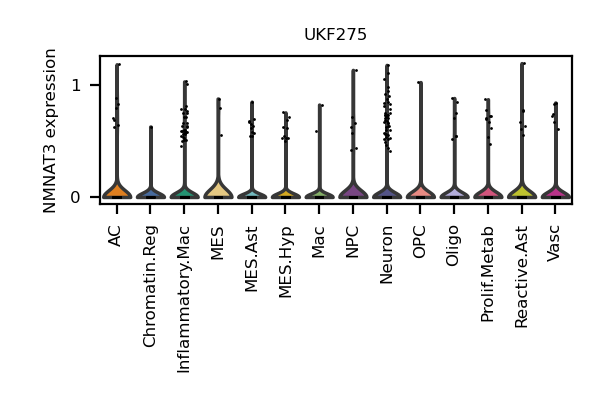 UKF275
NMNAT3 expression
1
0
AC
Chromatin.Reg
Inflammatory.Mac
MES
MES.Ast
MES.Hyp
Mac
NPC
Neuron
OPC
Oligo
Prolif.Metab
Reactive.Ast
Vasc